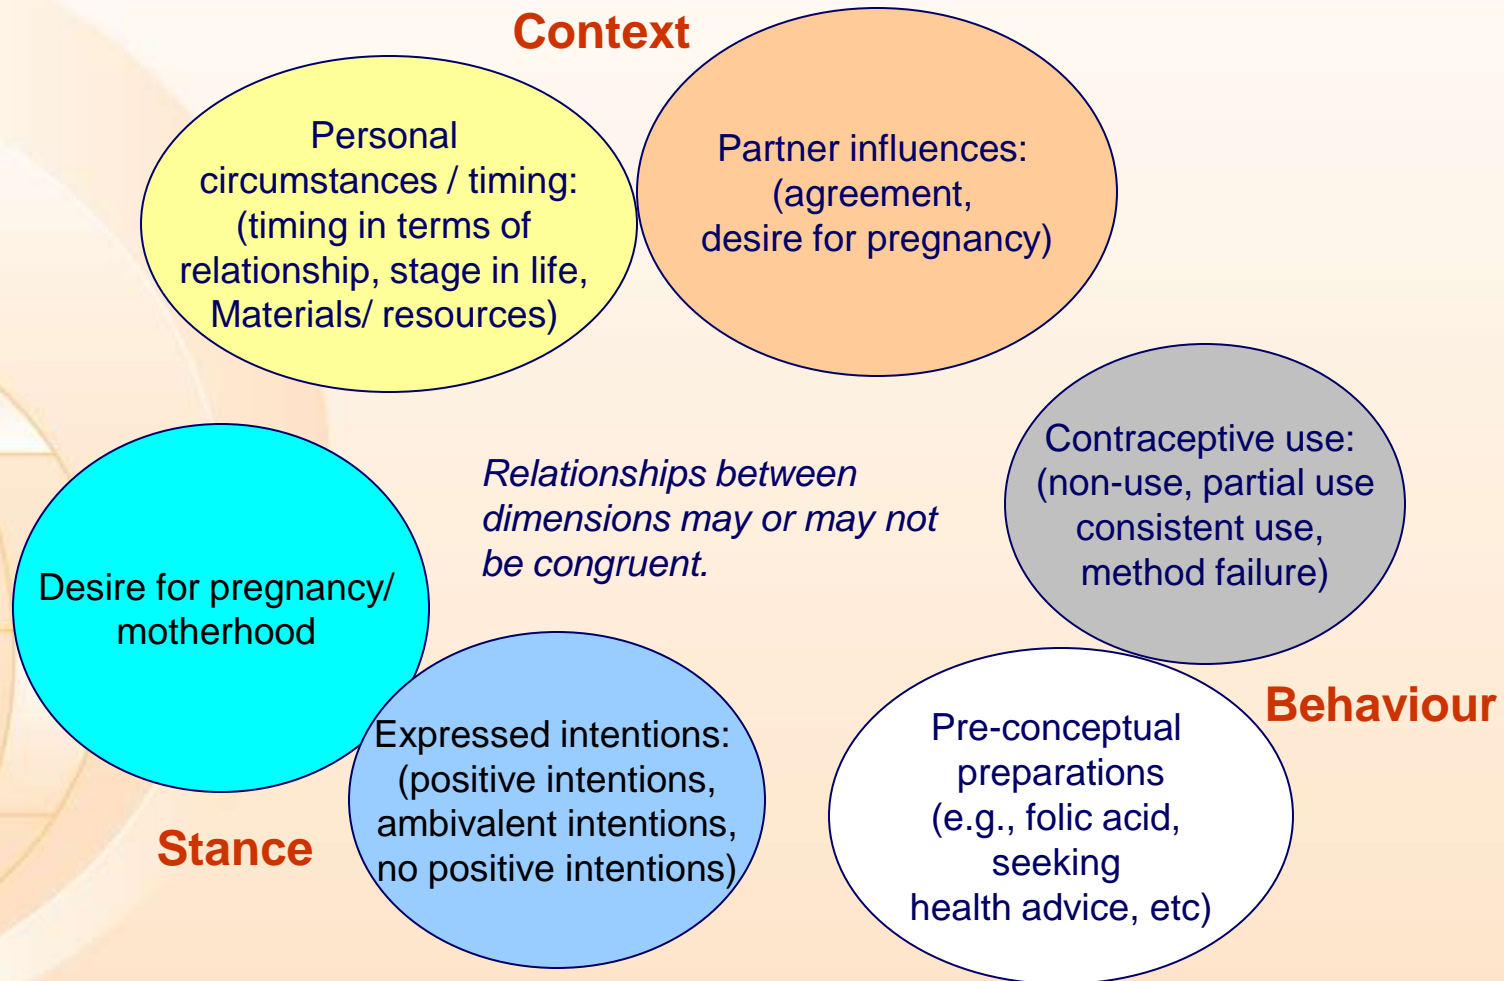 Context
Personal
circumstances / timing:
(timing in terms of
relationship, stage in life,
Materials/ resources)
Partner influences:
(agreement,
desire for pregnancy)
Contraceptive use:
(non-use, partial use
consistent use,
method failure)
Relationships between
dimensions may or may not
be congruent.
Desire for pregnancy/
motherhood
Expressed intentions:
(positive intentions,
ambivalent intentions,
no positive intentions)
Stance
Pre-conceptual
preparations
(e.g., folic acid,
seeking
health advice, etc)
Behaviour